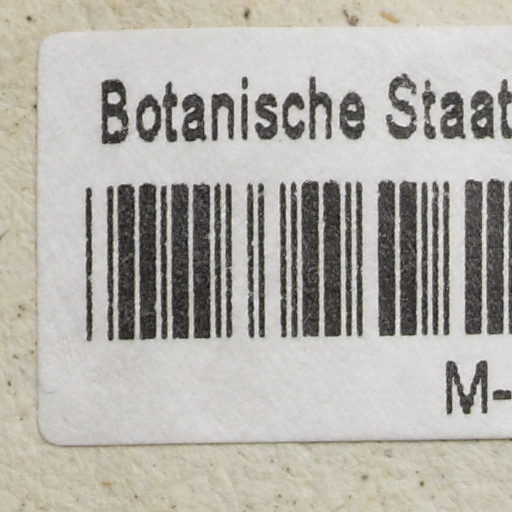 Botanische Staat
M-